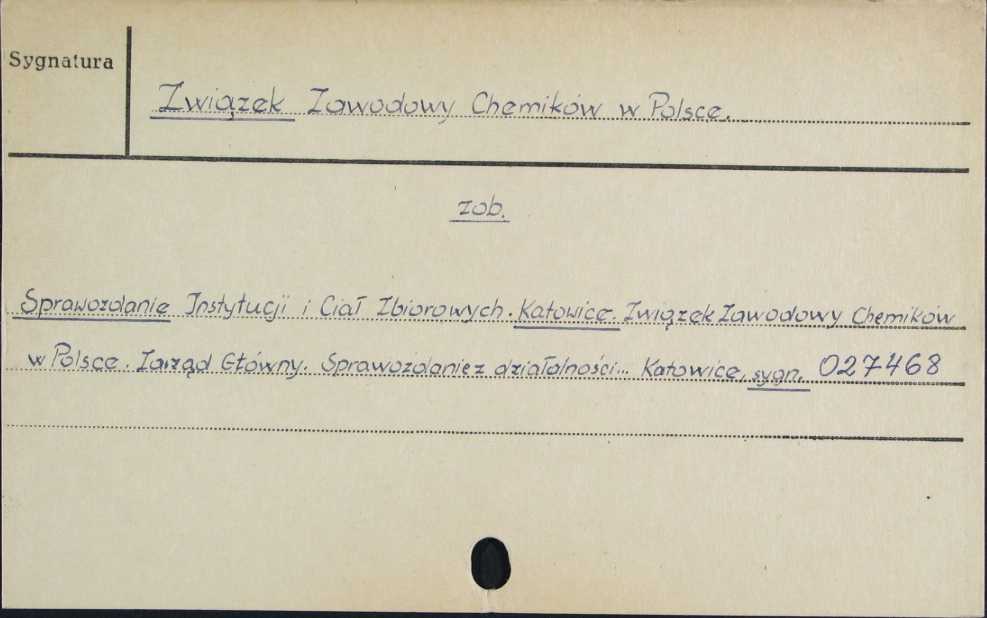 Sygnatura
Związek Zawodowy Chemików w Polsce.
zob.
Sprawozdanie Instytucji i Ciał Zbiorowych. Katowice. Związek Zawodowy Chemików
w Polsce. Zarząd Główny. Sprawozdanie z działalności... Katowice, sygn. 027468